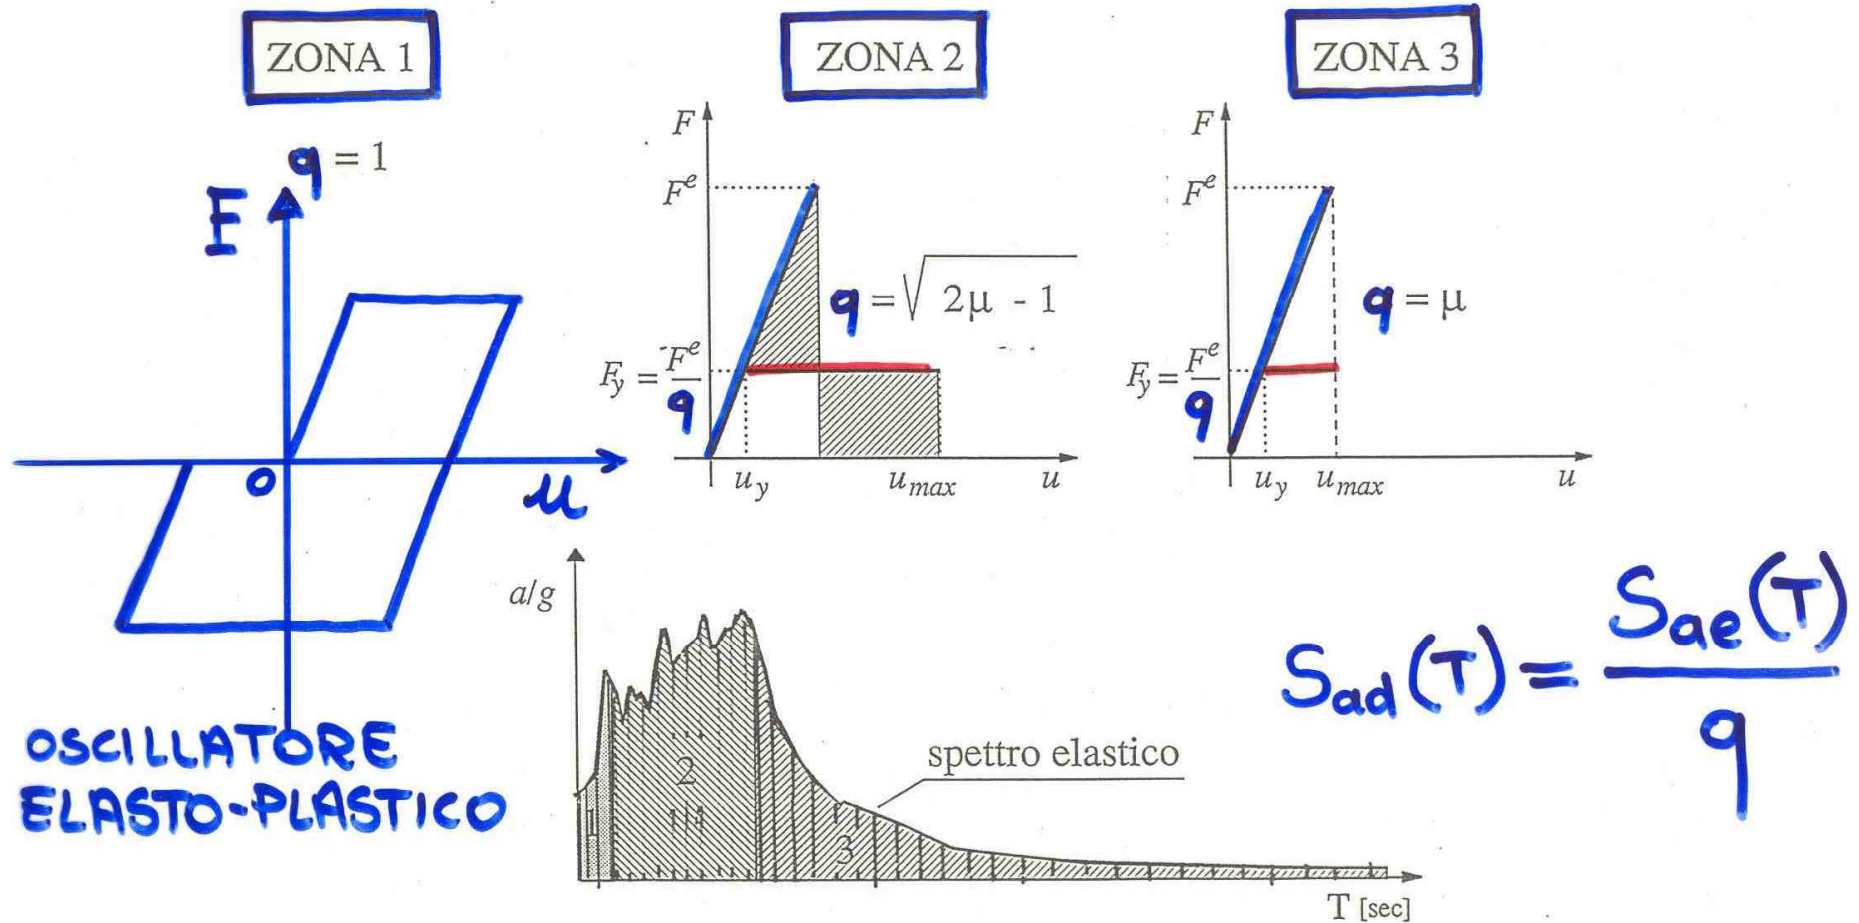 ZONA 1
q = 1
F
O
u
OSCILLATORE
ELASTO-PLASTICO
ZONA 2
F
F^e
q = √(2μ - 1)
F_y = F^e/q
u_y
u_max
u
ZONA 3
F
F^e
q = μ
F_y = F^e/q
u_y
u_max
u
a/g
1
2
3
spettro elastico
T [sec]
S_ad(T) = S_ae(T)/q